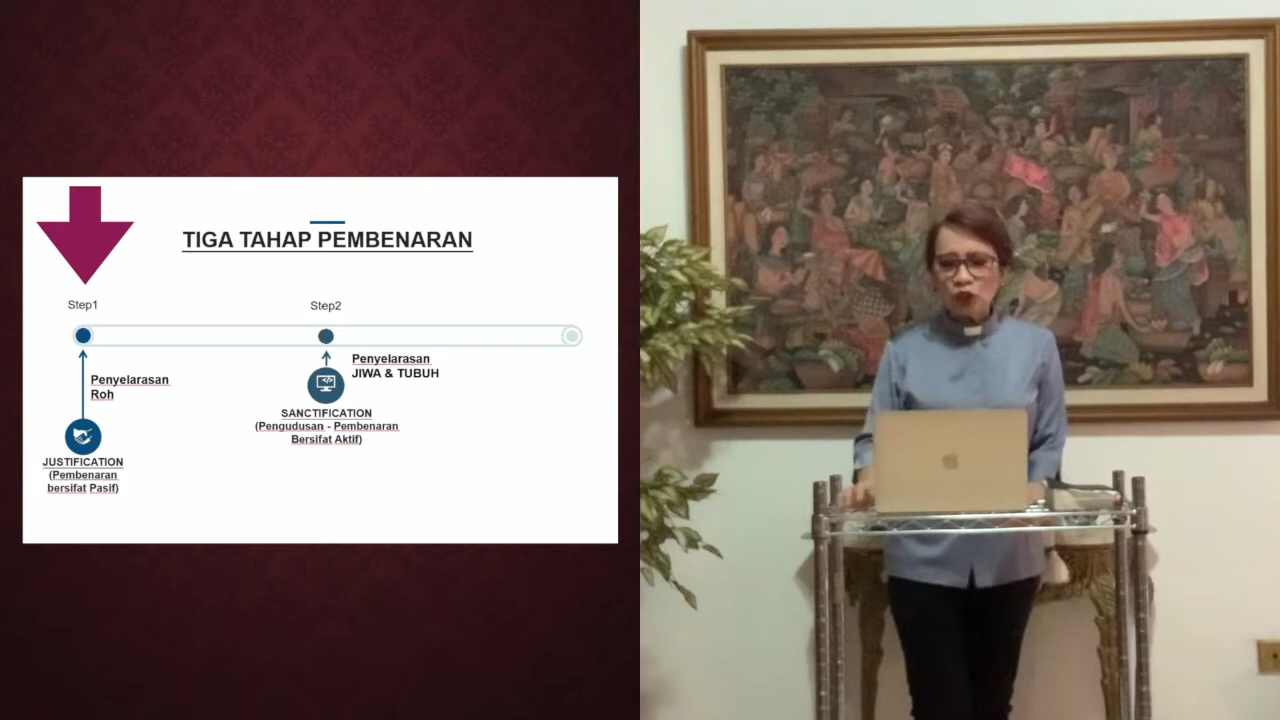 TIGA TAHAP PEMBENARAN
Step1
Step2
Penyelarasan
JIWA & TUBUH
Penyelarasan
Roh
SANCTIFICATION
(Pengudusan - Pembenaran
Bersifat Aktif)
JUSTIFICATION
(Pembenaran
bersifat Pasif)